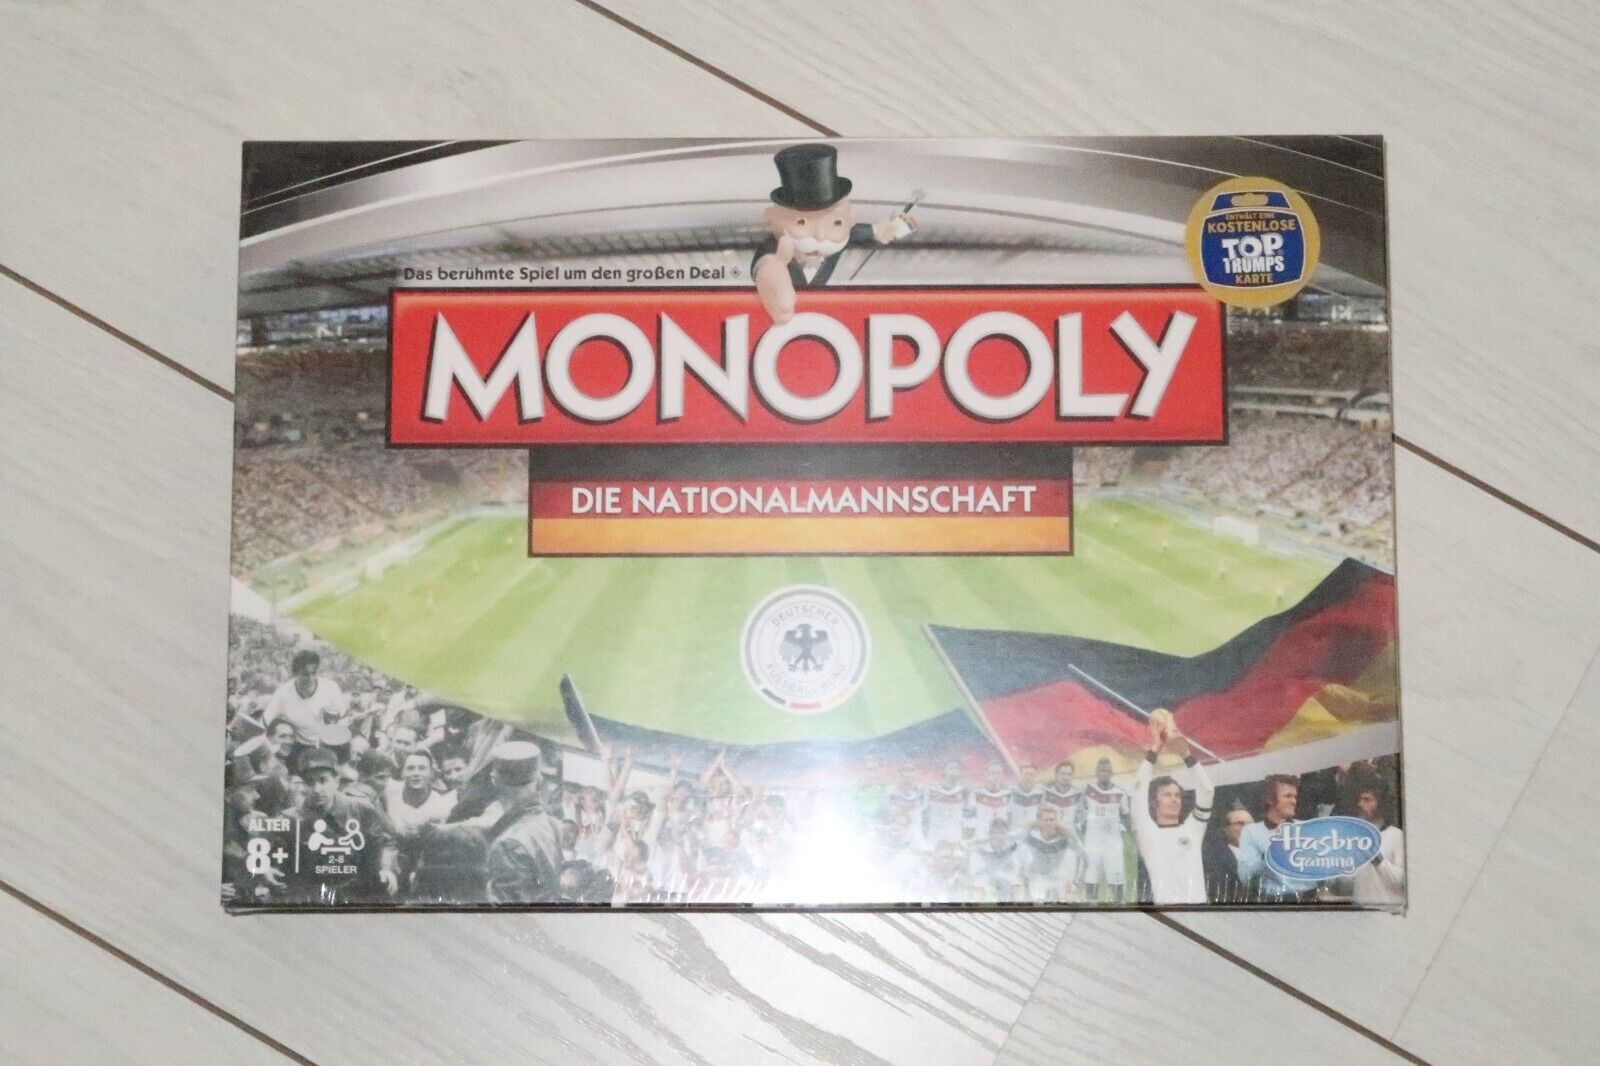 Das berühmte Spiel um den großen Deal
MONOPOLY
DIE NATIONALMANNSCHAFT
ENTHÄLT EINE
KOSTENLOSE
TOP
TRUMPS
KARTE
DEUTSCHER
FUSSBALL-BUND
ALTER
8+
2-6
SPIELER
Hasbro
Gaming